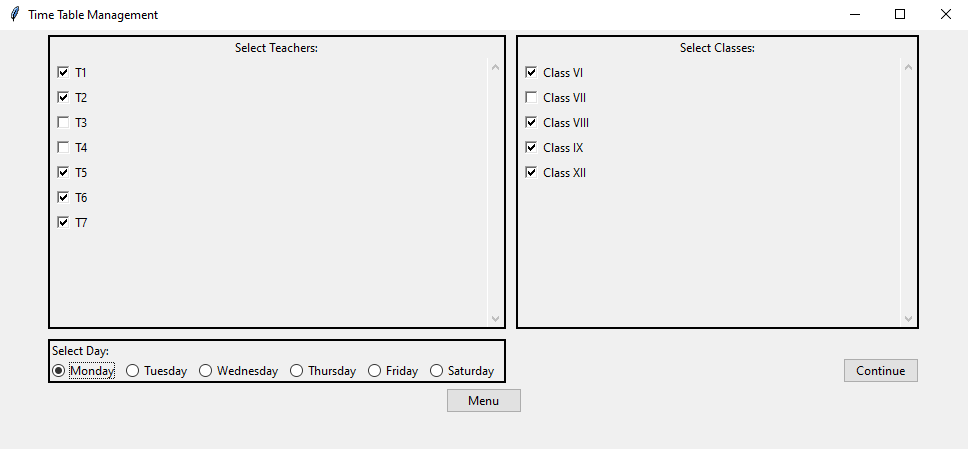 Time Table Management
Select Teachers:
T1
T2
T3
T4
T5
T6
T7
Select Classes:
Class VI
Class VII
Class VIII
Class IX
Class XII
Select Day:
Monday Tuesday Wednesday Thursday Friday Saturday
Continue
Menu